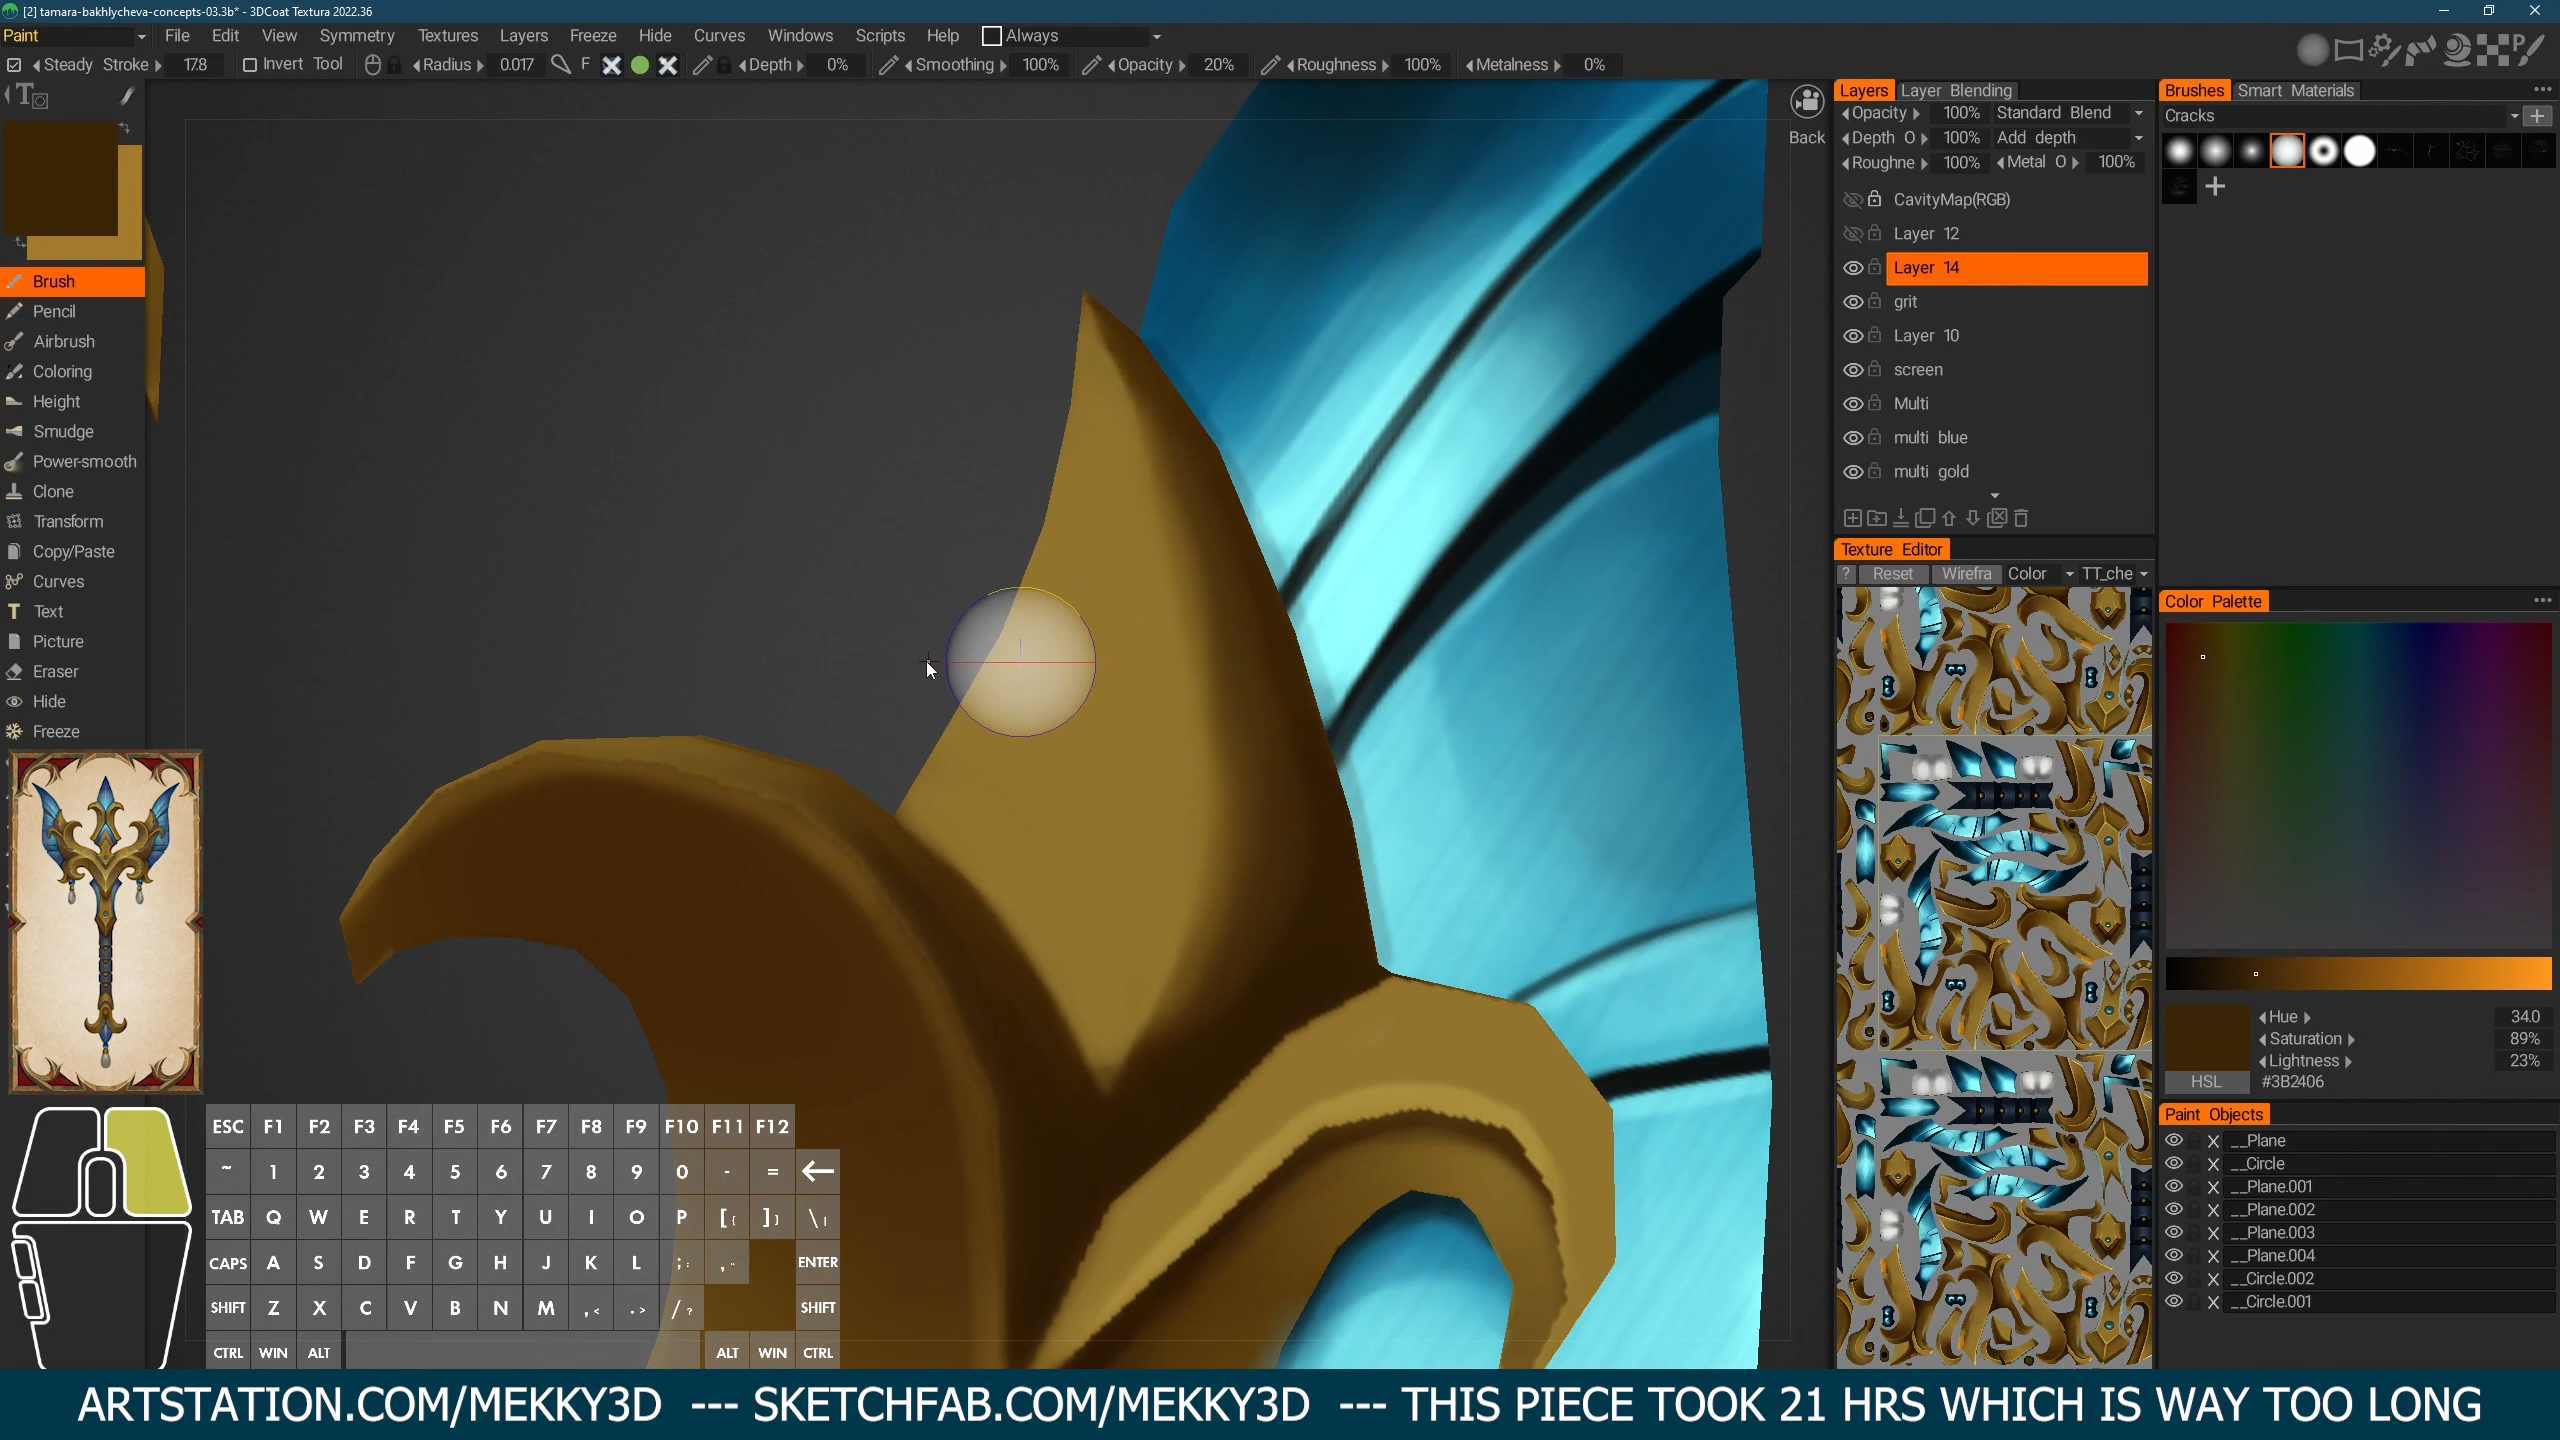 [2] tamara-bakhlycheva-concepts-03.3b* - 3DCoat Textura 2022.36
Paint File Edit View Symmetry Textures Layers Freeze Hide Curves Windows Scripts Help Always
Steady Stroke 17.8 Invert Tool Radius 0.017 F Depth 0% Smoothing 100% Opacity 20% Roughness 100% Metalness 0%
Brush
Pencil
Airbrush
Coloring
Height
Smudge
Power-smooth
Clone
Transform
Copy/Paste
Curves
Text
Picture
Eraser
Hide
Freeze
Back
Layers Layer Blending
Opacity 100% Standard Blend
Depth O 100% Add depth
Roughne 100% Metal O 100%
CavityMap(RGB)
Layer 12
Layer 14
grit
Layer 10
screen
Multi
multi blue
multi gold
Texture Editor
? Reset Wirefra Color TT_che
Brushes Smart Materials
Cracks
Color Palette
Hue 34.0
Saturation 89%
Lightness 23%
HSL #3B2406
Paint Objects
X __Plane
X __Circle
X __Plane.001
X __Plane.002
X __Plane.003
X __Plane.004
X __Circle.002
X __Circle.001
ESC F1 F2 F3 F4 F5 F6 F7 F8 F9 F10 F11 F12
~ 1 2 3 4 5 6 7 8 9 0 - =
TAB Q W E R T Y U I O P [ { ] } \ |
CAPS A S D F G H J K L ; : , " ENTER
SHIFT Z X C V B N M , < . > / ? SHIFT
CTRL WIN ALT ALT WIN CTRL
ARTSTATION.COM/MEKKY3D --- SKETCHFAB.COM/MEKKY3D --- THIS PIECE TOOK 21 HRS WHICH IS WAY TOO LONG